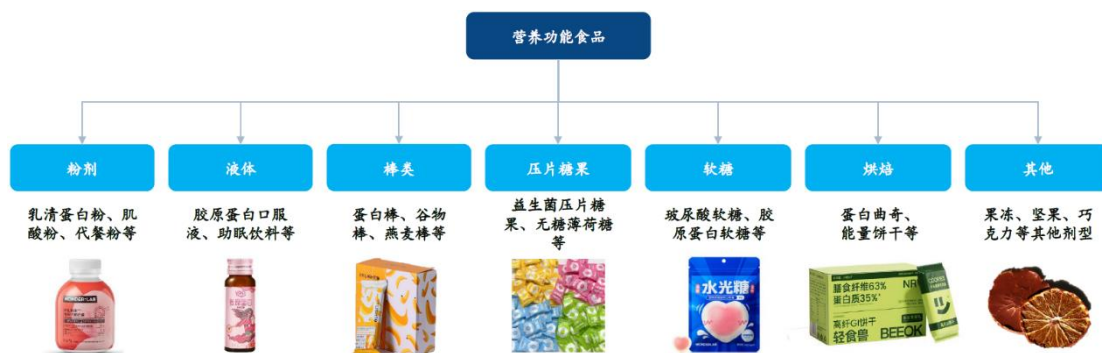 营养功能食品
粉剂
液体
棒类
压片糖果
软糖
烘焙
其他
乳清蛋白粉、肌
酸粉、代餐粉等
胶原蛋白口服
液、助眠饮料等
蛋白棒、谷物
棒、燕麦棒等
益生菌压片糖
果、无糖薄荷糖
等
玻尿酸软糖、胶
原蛋白软糖等
蛋白曲奇、
能量饼干等
果冻、坚果、巧
克力等其他剂型
WONDERLAB
水光糖
膳食纤维63%
蛋白质35%*
高纤GI饼干
轻食兽
BEEOK